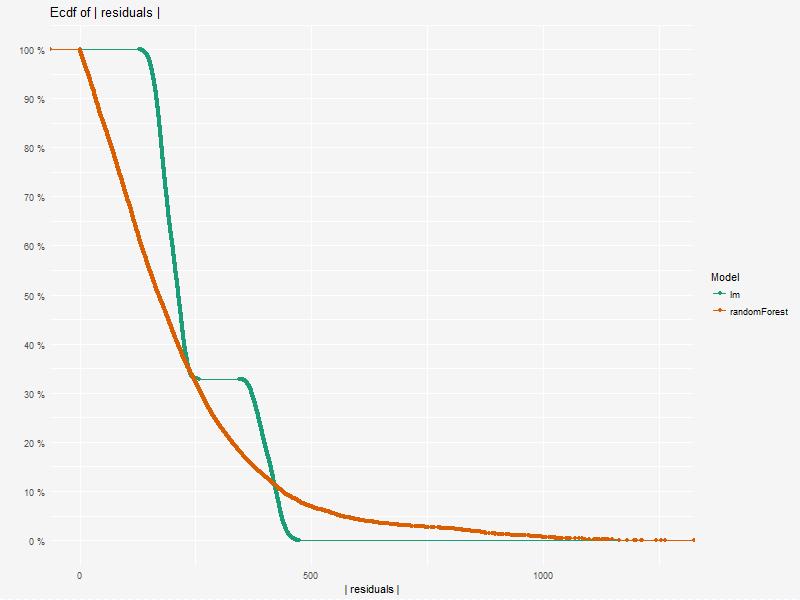 Ecdf of | residuals |
100 %
90 %
80 %
70 %
60 %
50 %
40 %
30 %
20 %
10 %
0 %
0 500 1000
| residuals |
Model
lm
randomForest